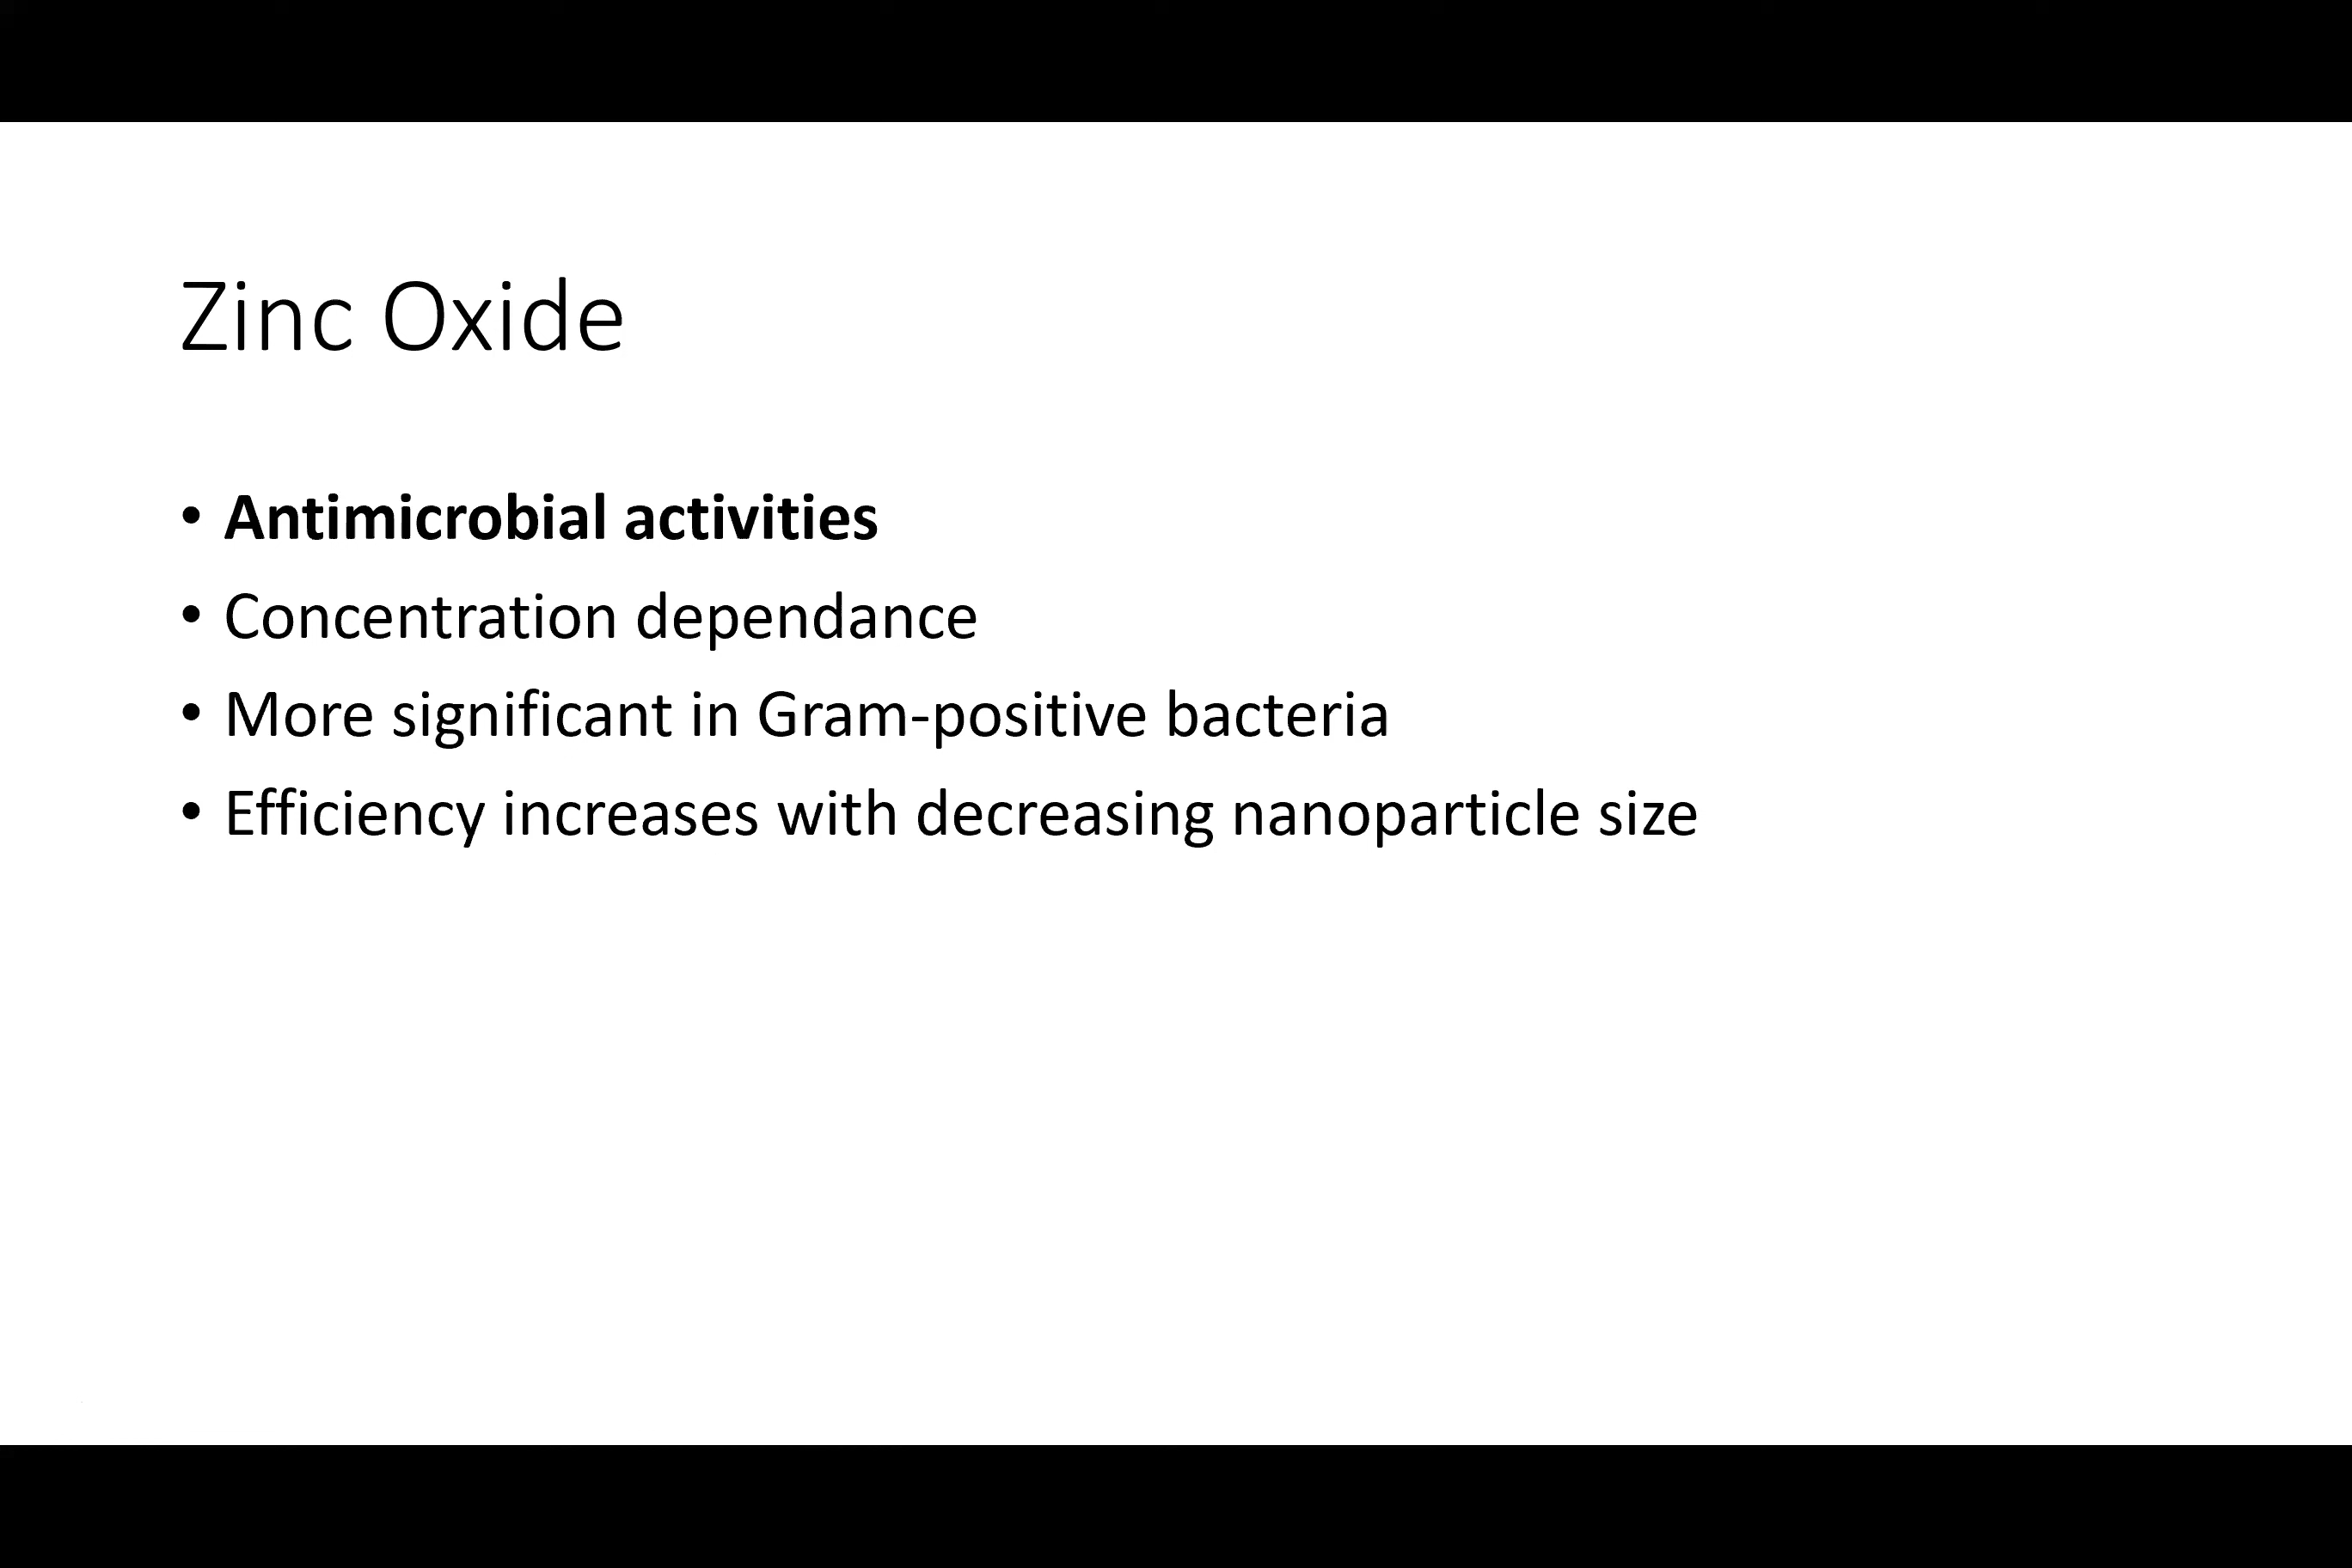 Zinc Oxide
• Antimicrobial activities
• Concentration dependance
• More significant in Gram-positive bacteria
• Efficiency increases with decreasing nanoparticle size